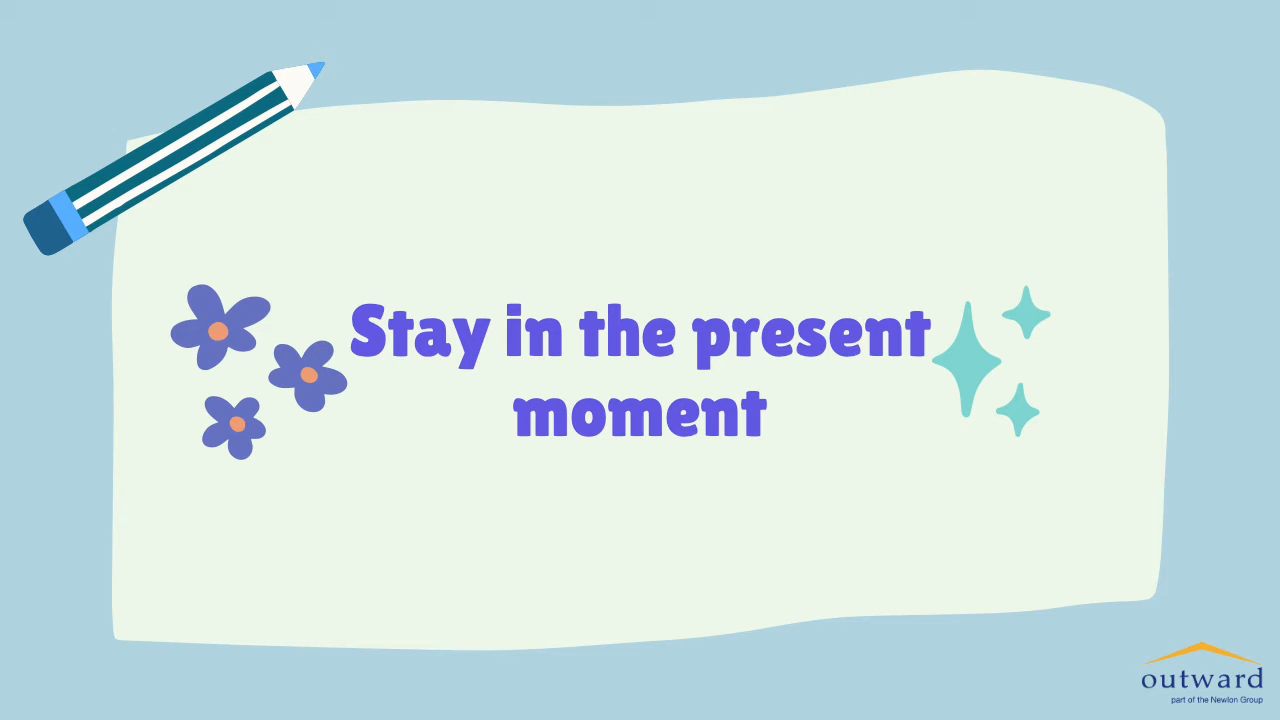 Stay in the present
moment
outward
part of the Newlon Group